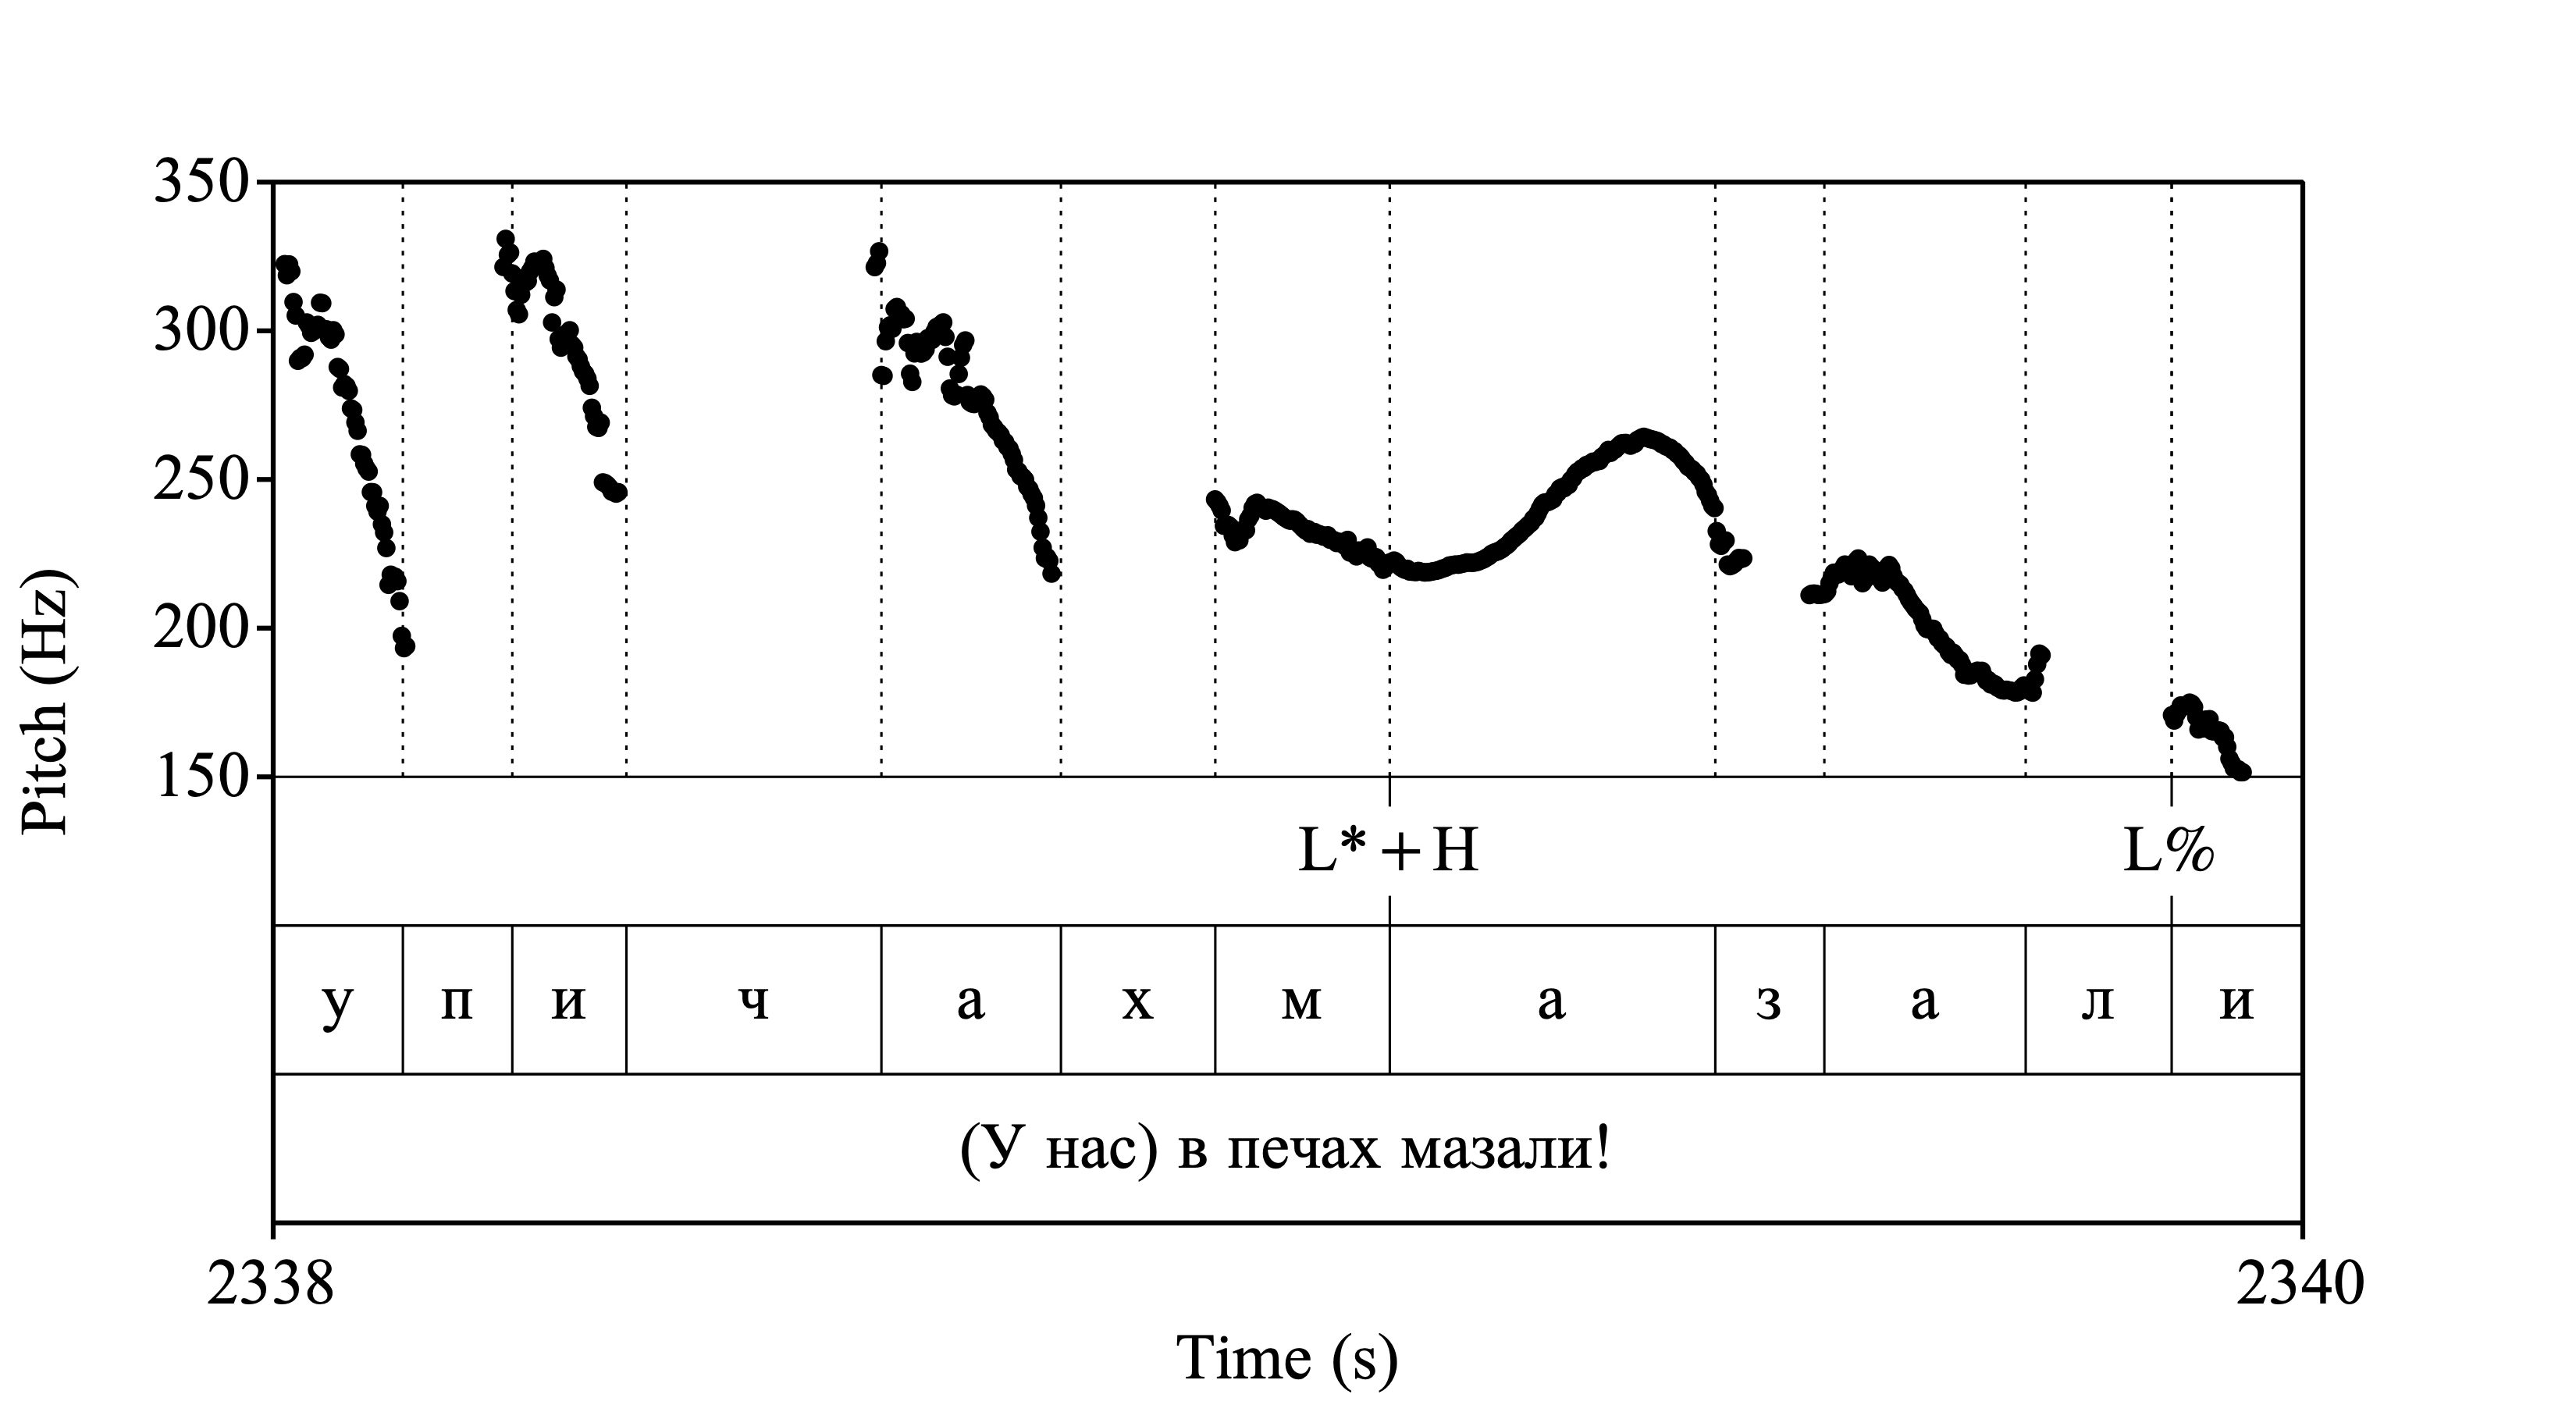 350
300
250
200
150
Pitch (Hz)
L*+H L%
у п и ч а х м а з а л и
(У нас) в печах мазали!
2338 2340
Time (s)